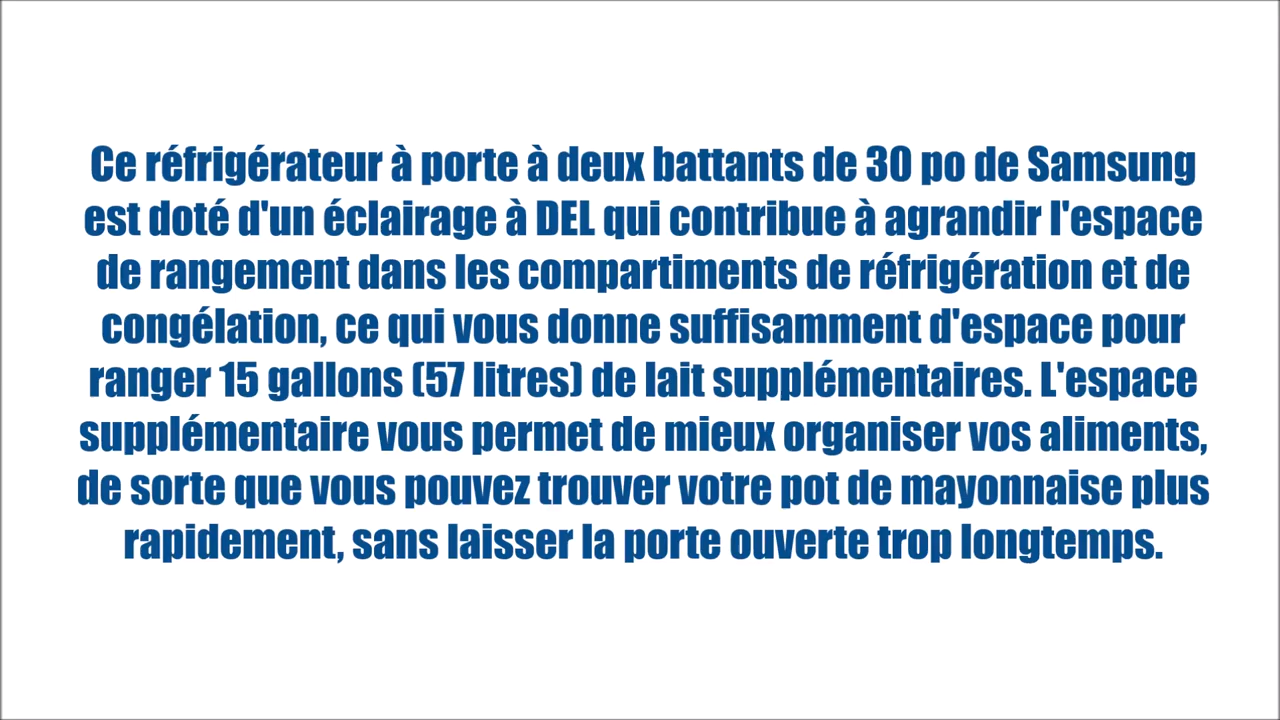 Ce réfrigérateur à porte à deux battants de 30 po de Samsung
est doté d'un éclairage à DEL qui contribue à agrandir l'espace
de rangement dans les compartiments de réfrigération et de
congélation, ce qui vous donne suffisamment d'espace pour
ranger 15 gallons (57 litres) de lait supplémentaires. L'espace
supplémentaire vous permet de mieux organiser vos aliments,
de sorte que vous pouvez trouver votre pot de mayonnaise plus
rapidement, sans laisser la porte ouverte trop longtemps.